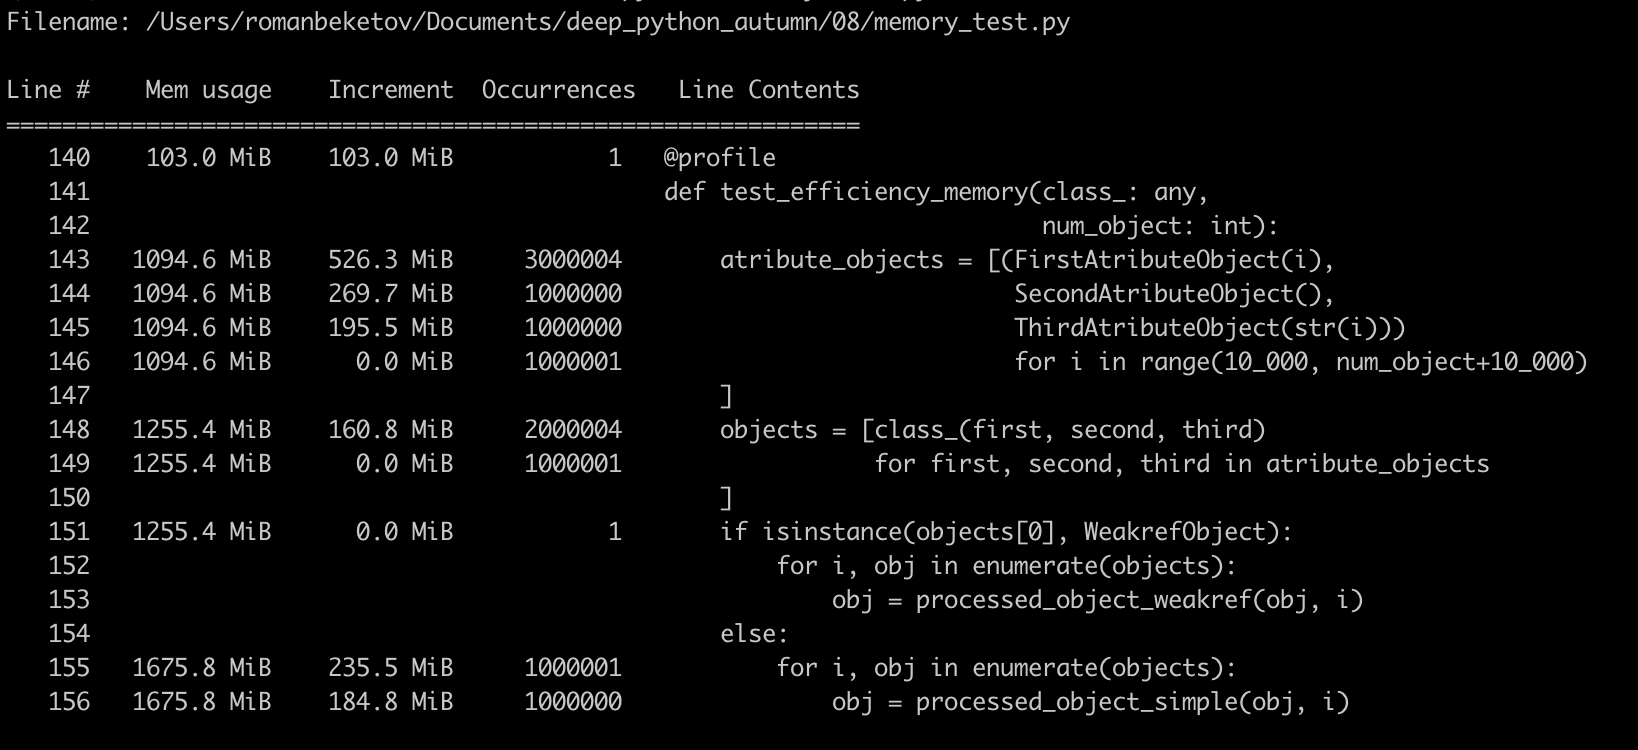 Filename: /Users/romanbeketov/Documents/deep_python_autumn/08/memory_test.py
Line #    Mem usage    Increment  Occurrences   Line Contents
=============================================================
   140    103.0 MiB    103.0 MiB           1   @profile
   141                                         def test_efficiency_memory(class_: any,
   142                                                                    num_object: int):
   143   1094.6 MiB    526.3 MiB     3000004       atribute_objects = [(FirstAtributeObject(i),
   144   1094.6 MiB    269.7 MiB     1000000                            SecondAtributeObject(),
   145   1094.6 MiB    195.5 MiB     1000000                            ThirdAtributeObject(str(i)))
   146   1094.6 MiB      0.0 MiB     1000001                            for i in range(10_000, num_object+10_000)
   147                                             ]
   148   1255.4 MiB    160.8 MiB     2000004       objects = [class_(first, second, third)
   149   1255.4 MiB      0.0 MiB     1000001                  for first, second, third in atribute_objects
   150                                             ]
   151   1255.4 MiB      0.0 MiB           1       if isinstance(objects[0], WeakrefObject):
   152                                                 for i, obj in enumerate(objects):
   153                                                     obj = processed_object_weakref(obj, i)
   154                                             else:
   155   1675.8 MiB    235.5 MiB     1000001           for i, obj in enumerate(objects):
   156   1675.8 MiB    184.8 MiB     1000000               obj = processed_object_simple(obj, i)